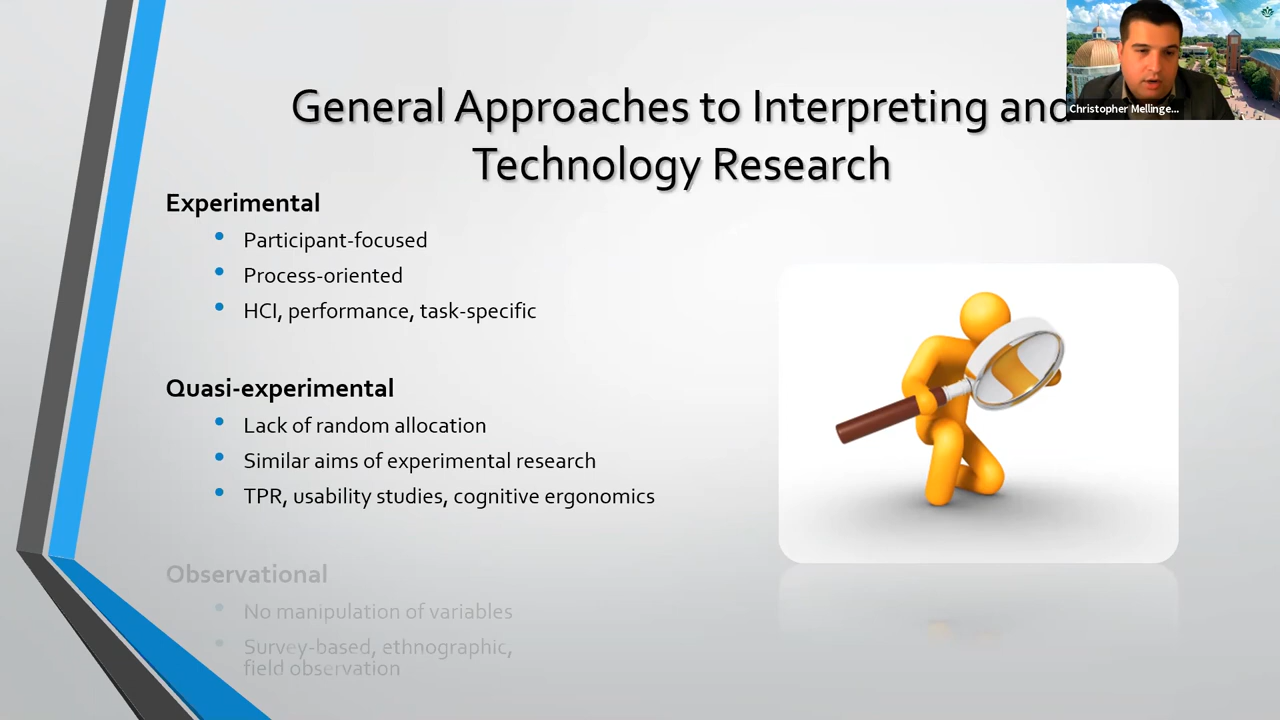 General Approaches to Interpreting and
Technology Research
Christopher Mellinge...
Experimental
Participant-focused
Process-oriented
HCI, performance, task-specific
Quasi-experimental
Lack of random allocation
Similar aims of experimental research
TPR, usability studies, cognitive ergonomics
Observational
No manipulation of variables
Survey-based, ethnographic,
field observation